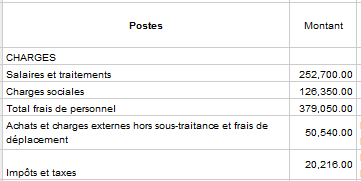 Postes Montant
CHARGES
Salaires et traitements 252,700.00
Charges sociales 126,350.00
Total frais de personnel 379,050.00
Achats et charges externes hors sous-traitance et frais de
déplacement 50,540.00
Impôts et taxes 20,216.00